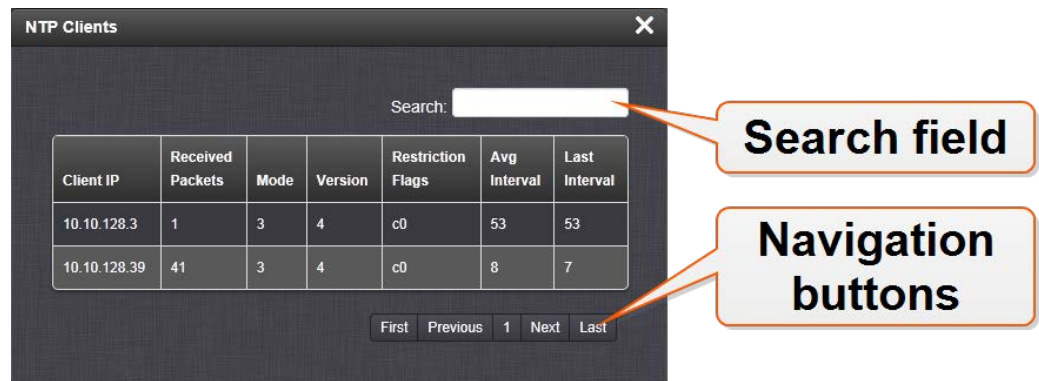 NTP Clients
Search:
Search field
Client IP Received Packets Mode Version Restriction Flags Avg Interval Last Interval
10.10.128.3 1 3 4 c0 53 53
10.10.128.39 41 3 4 c0 8 7
Navigation
buttons
First Previous 1 Next Last